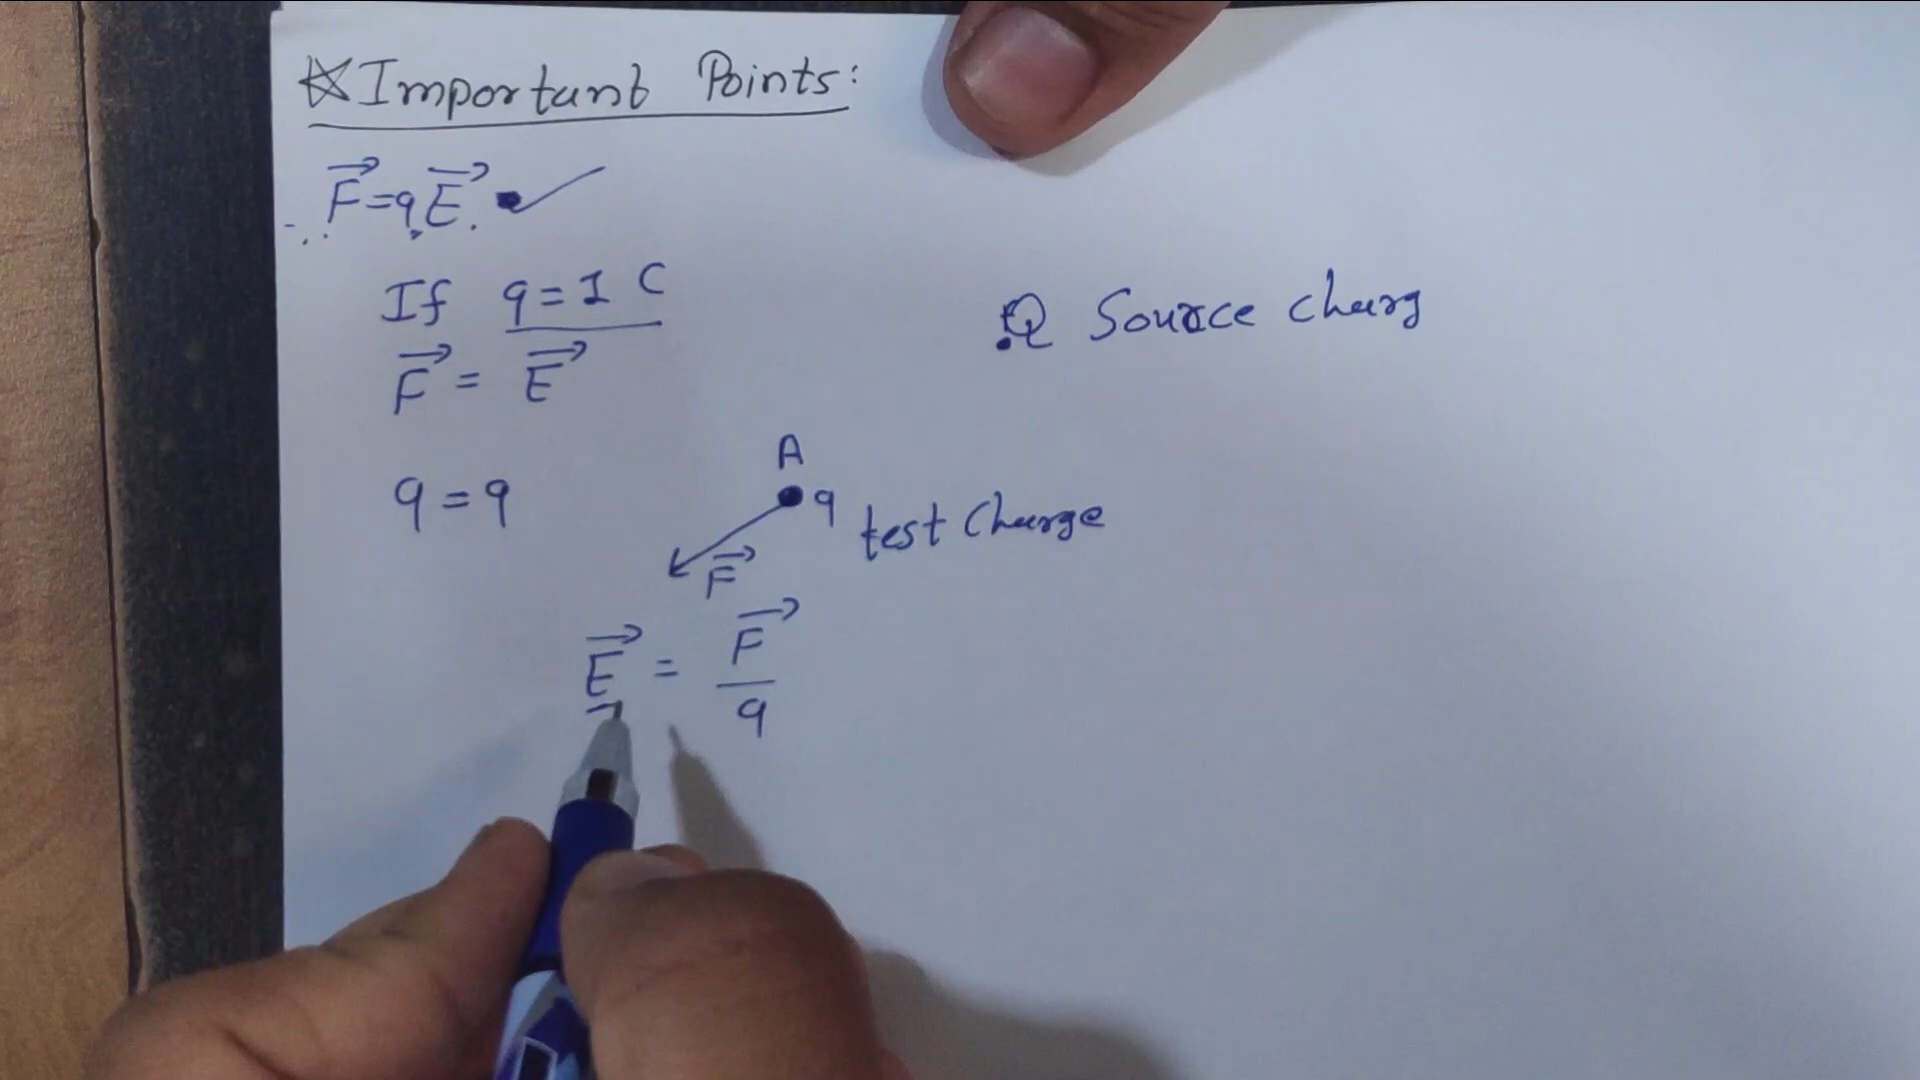 Important Points:
F = qE
If q = 1 C
F = E
Q Source charg
q = q
A
q test Charge
F
E = F/q